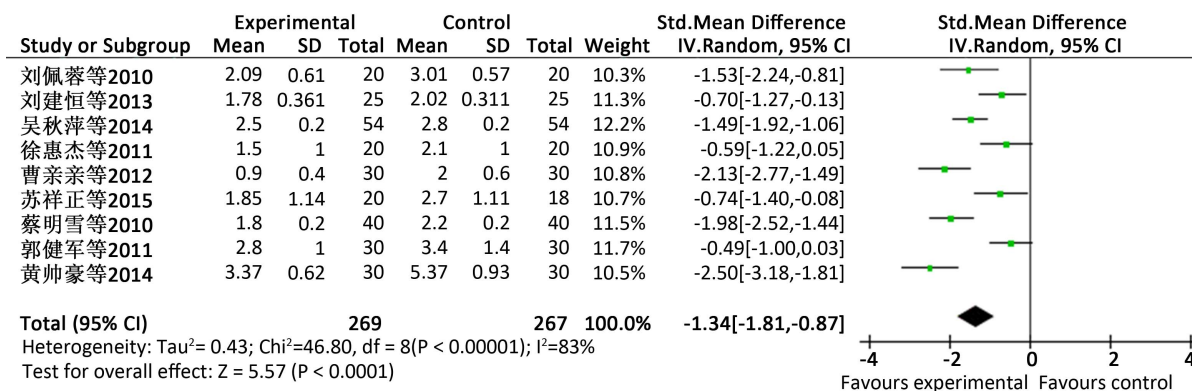 Experimental Control Std.Mean Difference Std.Mean Difference
Study or Subgroup Mean SD Total Mean SD Total Weight IV.Random, 95% CI IV.Random, 95% CI
刘佩蓉等2010 2.09 0.61 20 3.01 0.57 20 10.3% -1.53[-2.24,-0.81]
刘建恒等2013 1.78 0.361 25 2.02 0.311 25 11.3% -0.70[-1.27,-0.13]
吴秋萍等2014 2.5 0.2 54 2.8 0.2 54 12.2% -1.49[-1.92,-1.06]
徐惠杰等2011 1.5 1 20 2.1 1 20 10.9% -0.59[-1.22,0.05]
曹亲亲等2012 0.9 0.4 30 2 0.6 30 10.8% -2.13[-2.77,-1.49]
苏祥正等2015 1.85 1.14 20 2.7 1.11 18 10.7% -0.74[-1.40,-0.08]
蔡明雪等2010 1.8 0.2 40 2.2 0.2 40 11.5% -1.98[-2.52,-1.44]
郭健军等2011 2.8 1 30 3.4 1.4 30 11.7% -0.49[-1.00,0.03]
黄帅豪等2014 3.37 0.62 30 5.37 0.93 30 10.5% -2.50[-3.18,-1.81]
Total (95% CI) 269 267 100.0% -1.34[-1.81,-0.87]
Heterogeneity: Tau²= 0.43; Chi²=46.80, df = 8(P < 0.00001); I²=83%
Test for overall effect: Z = 5.57 (P < 0.0001)
-4 -2 0 2 4
Favours experimental Favours control